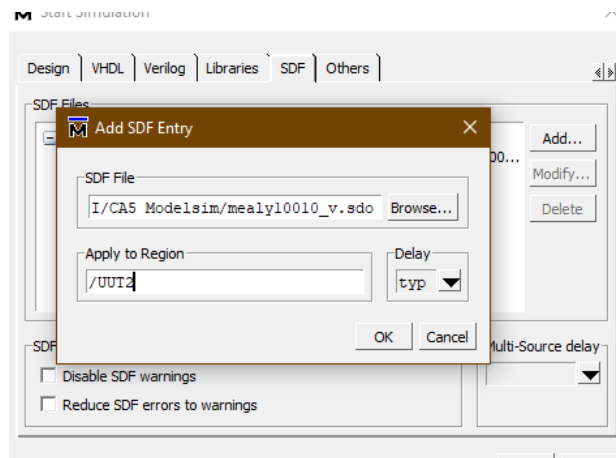 Start Simulation
Design VHDL Verilog Libraries SDF Others
SDF Files
Add SDF Entry
Add...
00...
SDF File
Modify...
I/CA5 Modelsim/mealy10010_v.sdo Browse...
Delete
Apply to Region Delay
/UUT2 typ
OK Cancel
SDF Multi-Source delay
Disable SDF warnings
Reduce SDF errors to warnings